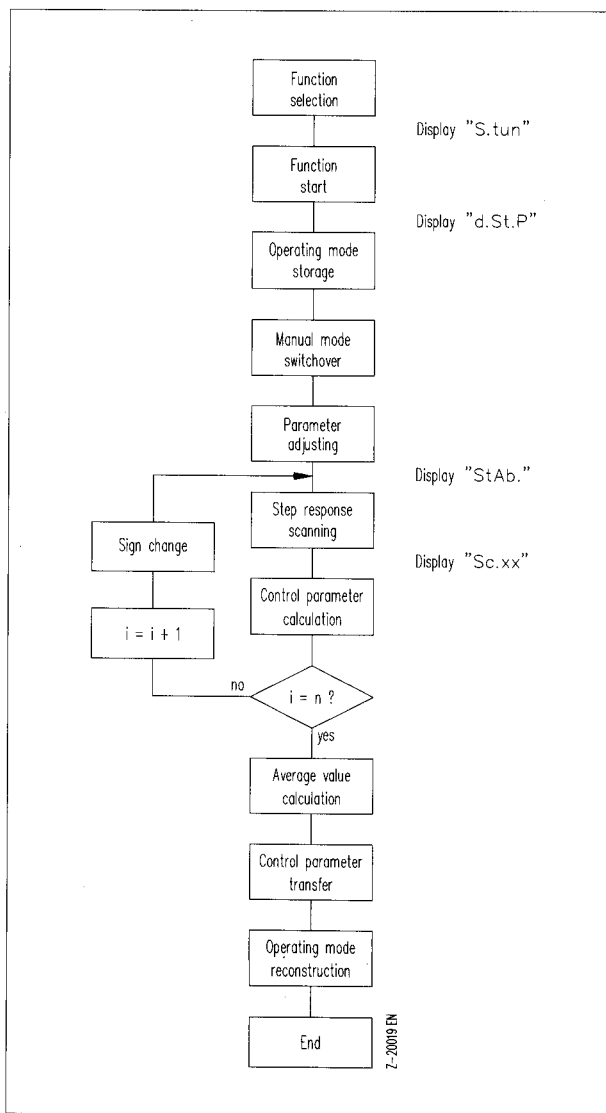 Function
selection
Display "S.tun"
Function
start
Display "d.St.P"
Operating mode
storage
Manual mode
switchover
Parameter
adjusting
Display "StAb."
Step response
scanning
Sign change
Display "Sc.xx"
Control parameter
calculation
i = i + 1
no
i = n ?
yes
Average value
calculation
Control parameter
transfer
Operating mode
reconstruction
End
Z-20019 EN